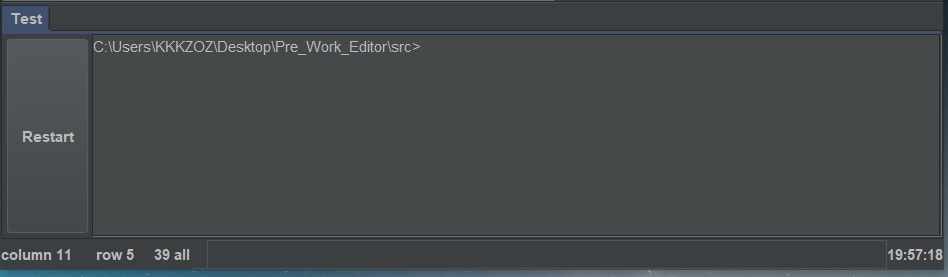 Test
C:\Users\KKKZOZ\Desktop\Pre_Work_Editor\src>
Restart
column 11 row 5 39 all 19:57:18